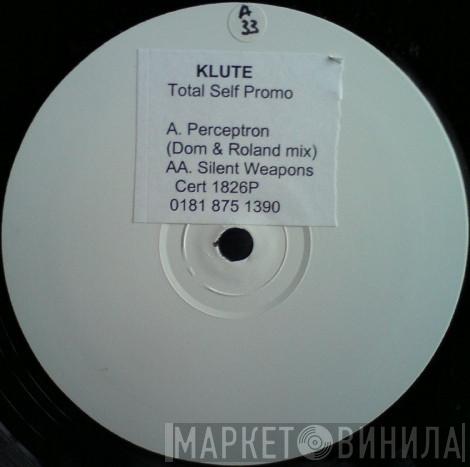 A
33
KLUTE
Total Self Promo
A. Perceptron
(Dom & Roland mix)
AA. Silent Weapons
Cert 1826P
0181 875 1390
МАРКЕТ ВИНИЛА